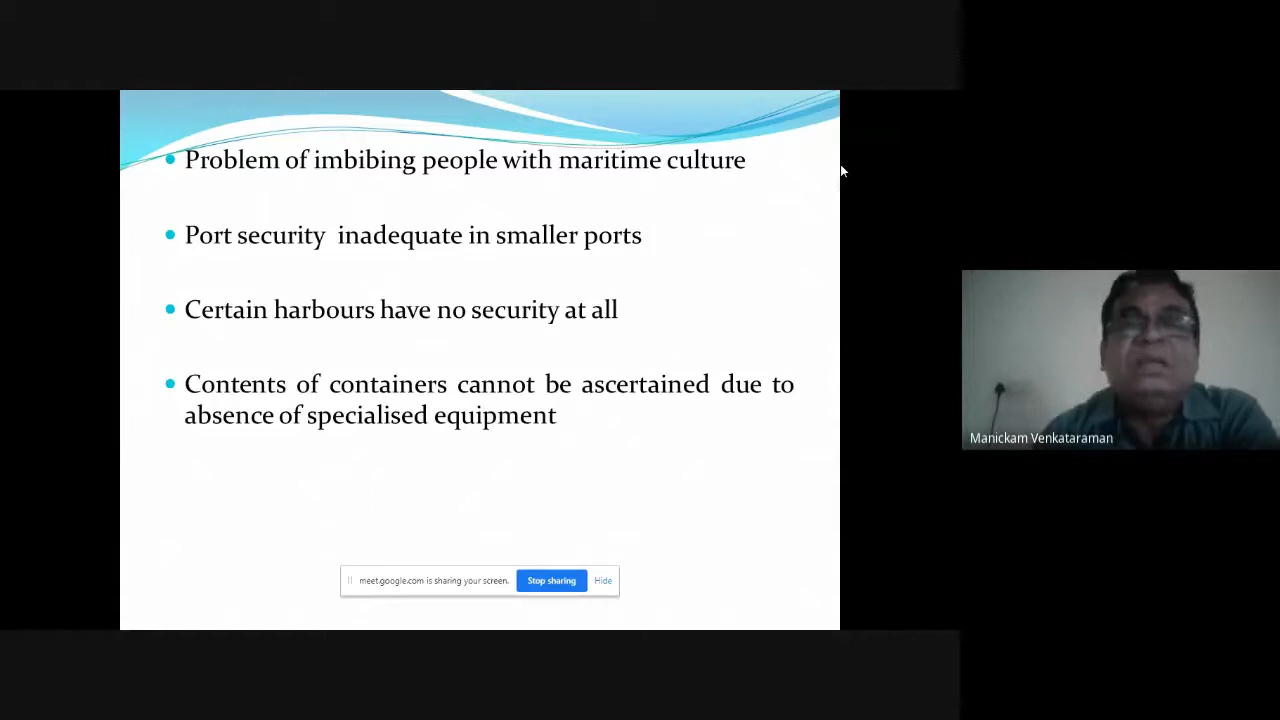 Problem of imbibing people with maritime culture
Port security inadequate in smaller ports
Certain harbours have no security at all
Contents of containers cannot be ascertained due to
absence of specialised equipment
meet.google.com is sharing your screen. Stop sharing Hide
Manickam Venkataraman